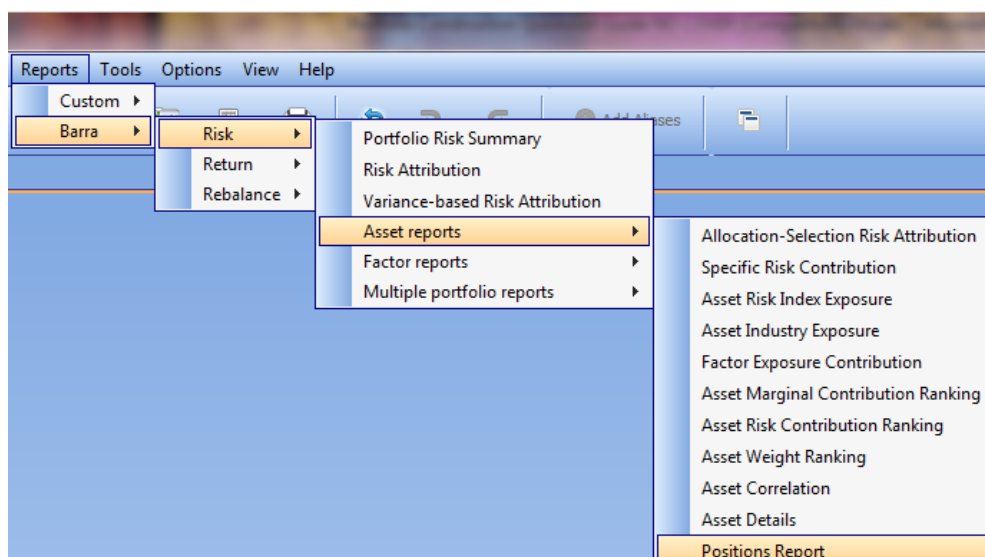 Reports Tools Options View Help
Custom
Barra
Add Aliases
Risk
Return
Rebalance
Portfolio Risk Summary
Risk Attribution
Variance-based Risk Attribution
Asset reports
Factor reports
Multiple portfolio reports
Allocation-Selection Risk Attribution
Specific Risk Contribution
Asset Risk Index Exposure
Asset Industry Exposure
Factor Exposure Contribution
Asset Marginal Contribution Ranking
Asset Risk Contribution Ranking
Asset Weight Ranking
Asset Correlation
Asset Details
Positions Report